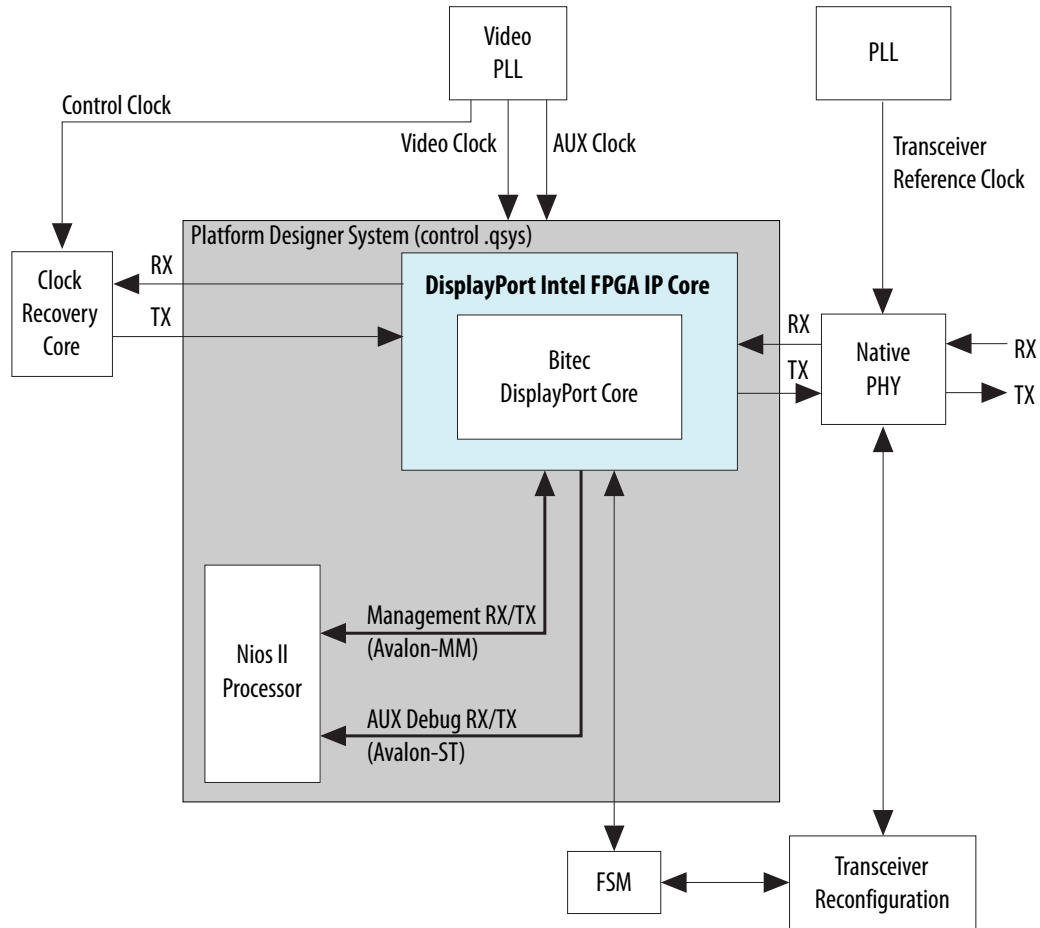 Video
PLL
PLL
Control Clock
Video Clock
AUX Clock
Transceiver
Reference Clock
Platform Designer System (control .qsys)
Clock
Recovery
Core
RX
TX
DisplayPort Intel FPGA IP Core
Bitec
DisplayPort Core
RX
TX
Native
PHY
RX
TX
Nios II
Processor
Management RX/TX
(Avalon-MM)
AUX Debug RX/TX
(Avalon-ST)
FSM
Transceiver
Reconfiguration